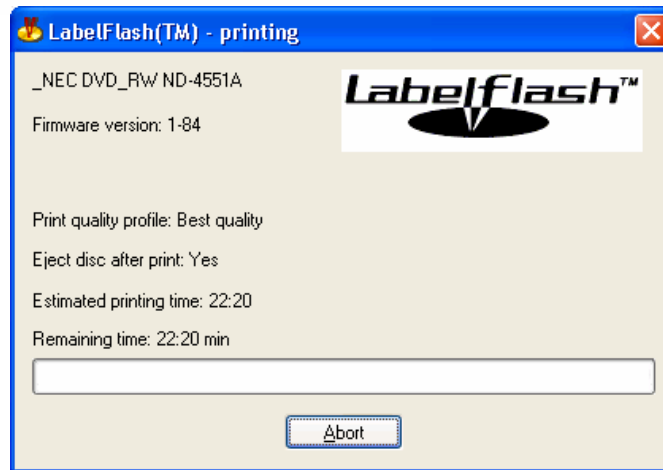 LabelFlash(TM) - printing
_NEC DVD_RW ND-4551A
Labelflash™
Firmware version: 1-84
Print quality profile: Best quality
Eject disc after print: Yes
Estimated printing time: 22:20
Remaining time: 22:20 min
Abort